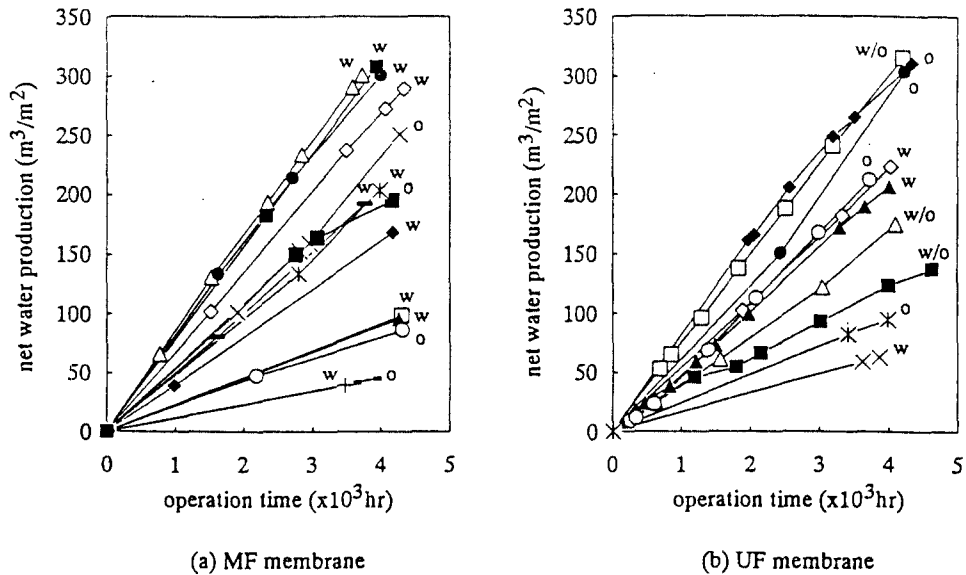 350
300
250
200
150
100
50
0
net water production (m³/m²)
0 1 2 3 4 5
operation time (x10³hr)
w
w
w
w
o
w
w
o
w
w
w
o
w
o
(a) MF membrane
350
300
250
200
150
100
50
0
net water production (m³/m²)
0 1 2 3 4 5
operation time (x10³hr)
w/o
o
o
o
w
w
w/o
w/o
o
w
(b) UF membrane